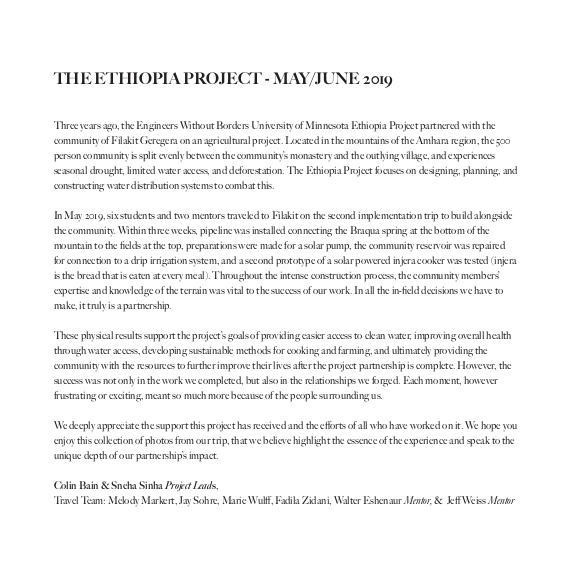 THE ETHIOPIA PROJECT - MAY/JUNE 2019
Three years ago, the Engineers Without Borders University of Minnesota Ethiopia Project partnered with the
community of Filakit Geregera on an agricultural project. Located in the mountains of the Amhara region, the 500
person community is split evenly between the community's monastery and the outlying village, and experiences
seasonal drought, limited water access, and deforestation. The Ethiopia Project focuses on designing, planning, and
constructing water distribution systems to combat this.
In May 2019, six students and two mentors traveled to Filakit on the second implementation trip to build alongside
the community. Within three weeks, pipeline was installed connecting the Braqua spring at the bottom of the
mountain to the fields at the top, preparations were made for a solar pump, the community reservoir was repaired
for connection to a drip irrigation system, and a second prototype of a solar powered injera cooker was tested (injera
is the bread that is eaten at every meal). Throughout the intense construction process, the community members'
expertise and knowledge of the terrain was vital to the success of our work. In all the in-field decisions we have to
make, it truly is a partnership.
These physical results support the project's goals of providing easier access to clean water, improving overall health
through water access, developing sustainable methods for cooking and farming, and ultimately providing the
community with the resources to further improve their lives after the project partnership is complete. However, the
success was not only in the work we completed, but also in the relationships we forged. Each moment, however
frustrating or exciting, meant so much more because of the people surrounding us.
We deeply appreciate the support this project has received and the efforts of all who have worked on it. We hope you
enjoy this collection of photos from our trip, that we believe highlight the essence of the experience and speak to the
unique depth of our partnership's impact.
Colin Bain & Sneha Sinha Project Leads,
Travel Team: Melody Markert, Jay Sohre, Marie Wulff, Fadila Zidani, Walter Eshenaur Mentor, & Jeff Weiss Mentor